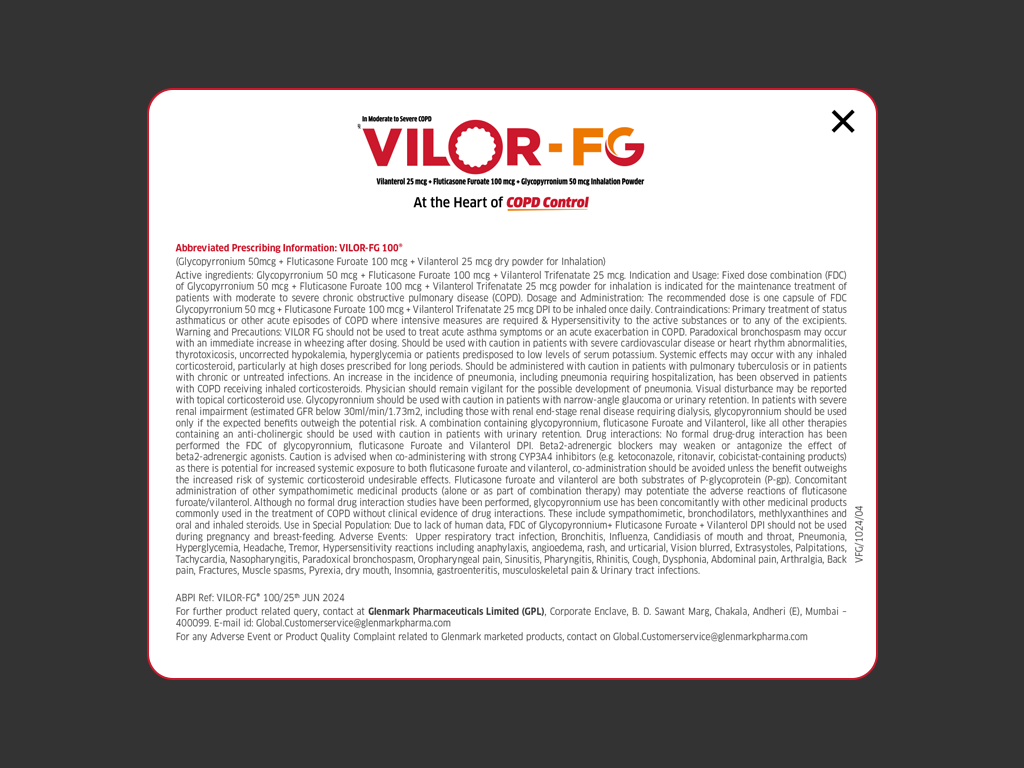 In Moderate to Severe COPD
VILOR-FG
Vilanterol 25 mcg + Fluticasone Furoate 100 mcg + Glycopyrronium 50 mcg Inhalation Powder
At the Heart of COPD Control
Abbreviated Prescribing Information: VILOR-FG 100®
(Glycopyrronium 50mcg + Fluticasone Furoate 100 mcg + Vilanterol 25 mcg dry powder for Inhalation)
Active ingredients: Glycopyrronium 50 mcg + Fluticasone Furoate 100 mcg + Vilanterol Trifenatate 25 mcg. Indication and Usage: Fixed dose combination (FDC)
of Glycopyrronium 50 mcg + Fluticasone Furoate 100 mcg + Vilanterol Trifenatate 25 mcg powder for inhalation is indicated for the maintenance treatment of
patients with moderate to severe chronic obstructive pulmonary disease (COPD). Dosage and Administration: The recommended dose is one capsule of FDC
Glycopyrronium 50 mcg + Fluticasone Furoate 100 mcg + Vilanterol Trifenatate 25 mcg DPI to be inhaled once daily. Contraindications: Primary treatment of status
asthmaticus or other acute episodes of COPD where intensive measures are required & Hypersensitivity to the active substances or to any of the excipients.
Warning and Precautions: VILOR FG should not be used to treat acute asthma symptoms or an acute exacerbation in COPD. Paradoxical bronchospasm may occur
with an immediate increase in wheezing after dosing. Should be used with caution in patients with severe cardiovascular disease or heart rhythm abnormalities,
thyrotoxicosis, uncorrected hypokalemia, hyperglycemia or patients predisposed to low levels of serum potassium. Systemic effects may occur with any inhaled
corticosteroid, particularly at high doses prescribed for long periods. Should be administered with caution in patients with pulmonary tuberculosis or in patients
with chronic or untreated infections. An increase in the incidence of pneumonia, including pneumonia requiring hospitalization, has been observed in patients
with COPD receiving inhaled corticosteroids. Physician should remain vigilant for the possible development of pneumonia. Visual disturbance may be reported
with topical corticosteroid use. Glycopyronnium should be used with caution in patients with narrow-angle glaucoma or urinary retention. In patients with severe
renal impairment (estimated GFR below 30ml/min/1.73m2, including those with renal end-stage renal disease requiring dialysis, glycopyronnium should be used
only if the expected benefits outweigh the potential risk. A combination containing glycopyrronium, fluticasone Furoate and Vilanterol, like all other therapies
containing an anti-cholinergic should be used with caution in patients with urinary retention. Drug interactions: No formal drug-drug interaction has been
performed the FDC of glycopyrronium, fluticasone Furoate and Vilanterol DPI. Beta2-adrenergic blockers may weaken or antagonize the effect of
beta2-adrenergic agonists. Caution is advised when co-administering with strong CYP3A4 inhibitors (e.g. ketoconazole, ritonavir, cobicistat-containing products)
as there is potential for increased systemic exposure to both fluticasone furoate and vilanterol, co-administration should be avoided unless the benefit outweighs
the increased risk of systemic corticosteroid undesirable effects. Fluticasone furoate and vilanterol are both substrates of P-glycoprotein (P-gp). Concomitant
administration of other sympathomimetic medicinal products (alone or as part of combination therapy) may potentiate the adverse reactions of fluticasone
furoate/vilanterol. Although no formal drug interaction studies have been performed, glycopyrronium use has been concomitantly with other medicinal products
commonly used in the treatment of COPD without clinical evidence of drug interactions. These include sympathomimetic, bronchodilators, methlyxanthines and
oral and inhaled steroids. Use in Special Population: Due to lack of human data, FDC of Glycopyronnium+ Fluticasone Furoate + Vilanterol DPI should not be used
during pregnancy and breast-feeding. Adverse Events: Upper respiratory tract infection, Bronchitis, Influenza, Candidiasis of mouth and throat, Pneumonia,
Hyperglycemia, Headache, Tremor, Hypersensitivity reactions including anaphylaxis, angioedema, rash, and urticarial, Vision blurred, Extrasystoles, Palpitations,
Tachycardia, Nasopharyngitis, Paradoxical bronchospasm, Oropharyngeal pain, Sinusitis, Pharyngitis, Rhinitis, Cough, Dysphonia, Abdominal pain, Arthralgia, Back
pain, Fractures, Muscle spasms, Pyrexia, dry mouth, Insomnia, gastroenteritis, musculoskeletal pain & Urinary tract infections.
VFG/1024/04
ABPI Ref: VILOR-FG® 100/25th JUN 2024
For further product related query, contact at Glenmark Pharmaceuticals Limited (GPL), Corporate Enclave, B. D. Sawant Marg, Chakala, Andheri (E), Mumbai –
400099. E-mail id: Global.Customerservice@glenmarkpharma.com
For any Adverse Event or Product Quality Complaint related to Glenmark marketed products, contact on Global.Customerservice@glenmarkpharma.com